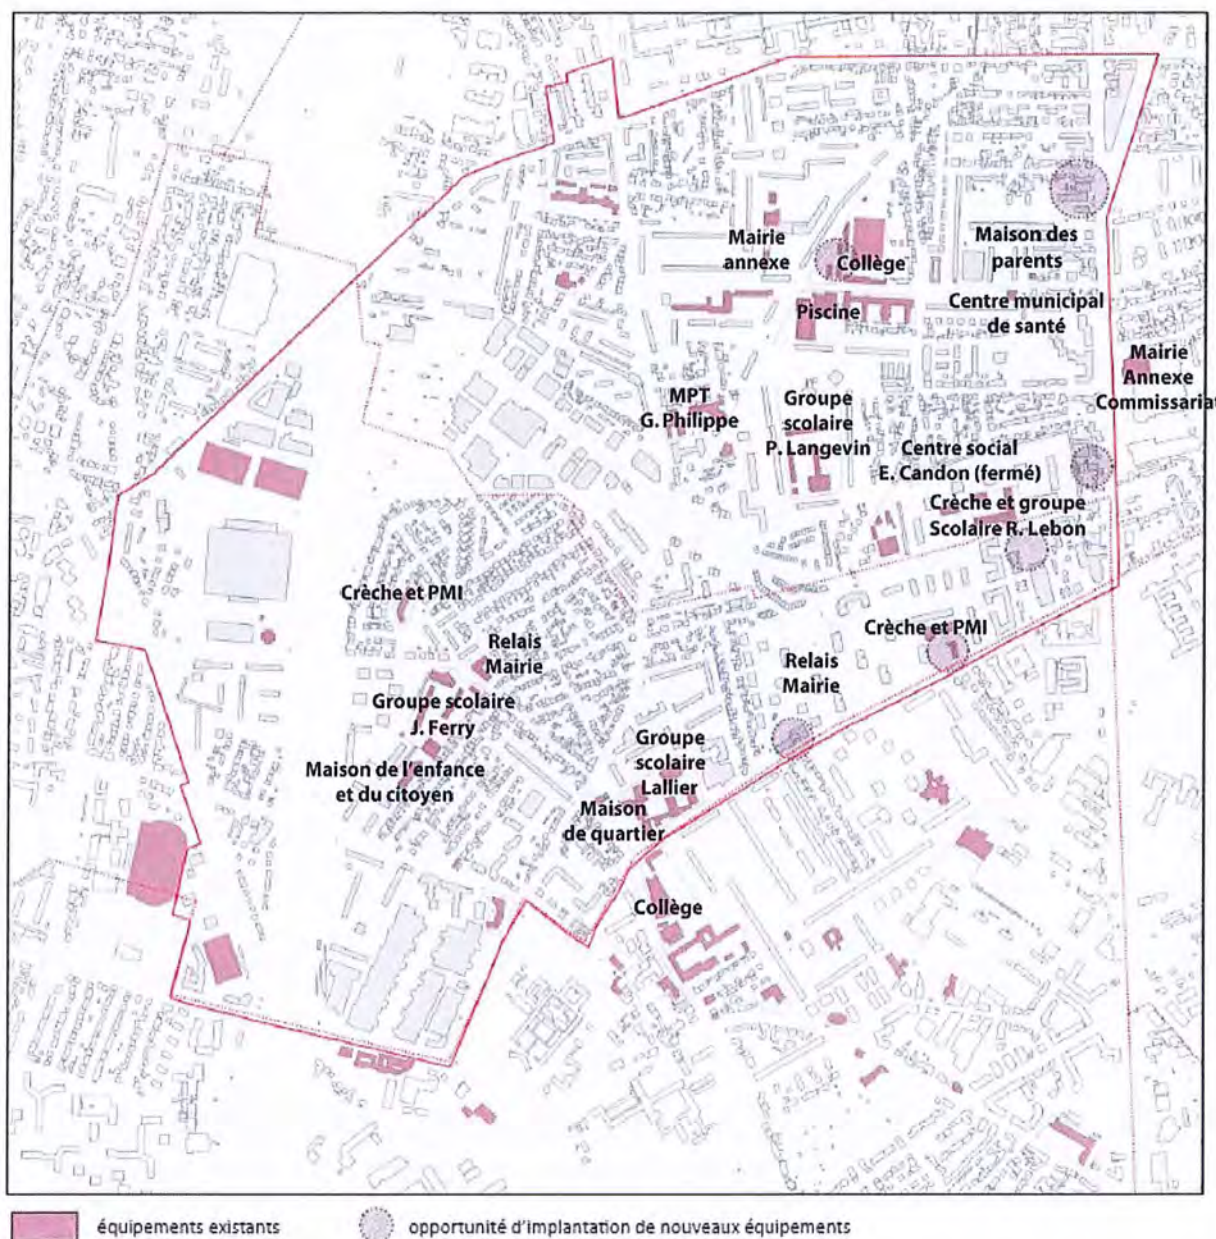 Mairie
annexe
Collège
Maison des
parents
Piscine
Centre municipal
de santé
Mairie
Annexe
Commissariat
MPT
G. Philippe
Groupe
scolaire
P. Langevin
Centre social
E. Candon (fermé)
Crèche et groupe
Scolaire R. Lebon
Crèche et PMI
Crèche et PMI
Relais
Mairie
Relais
Mairie
Groupe scolaire
J. Ferry
Groupe
scolaire
Lallier
Maison de l'enfance
et du citoyen
Maison
de quartier
Collège
équipements existants
opportunité d'implantation de nouveaux équipements